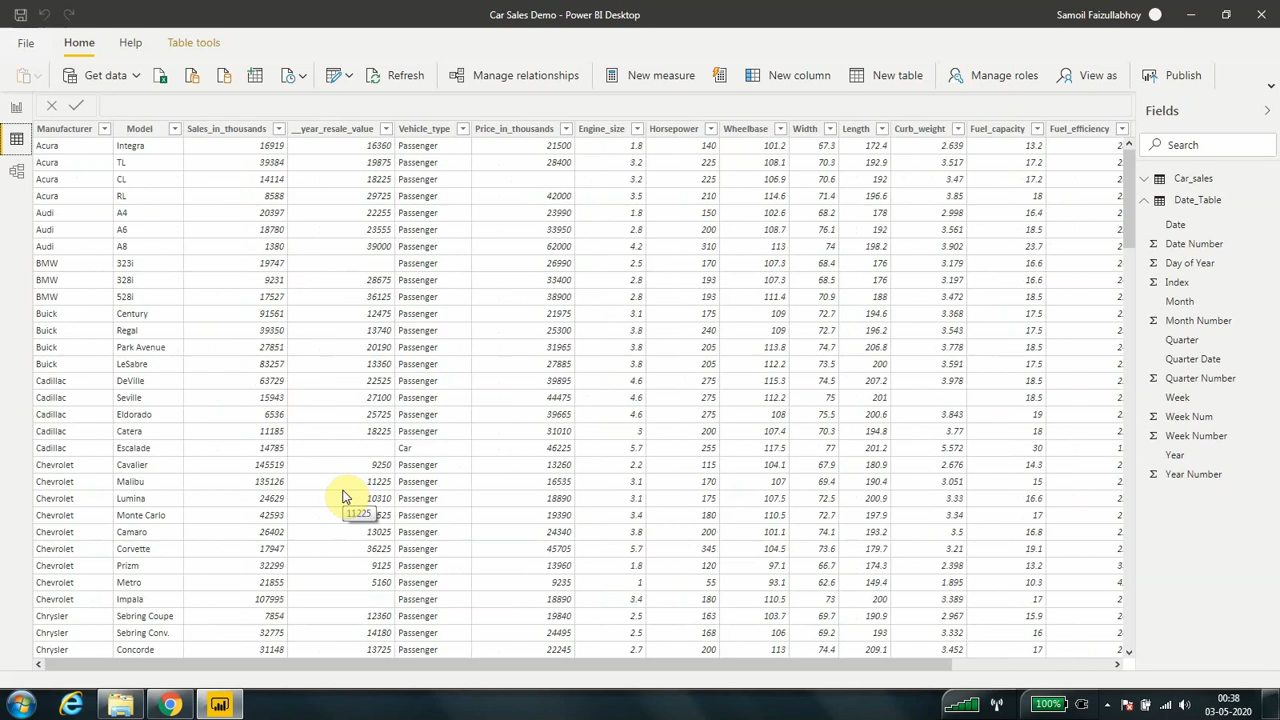 Car Sales Demo - Power BI Desktop
Samoil Faizullabhoy
File Home Help Table tools
Get data Refresh Manage relationships New measure New column New table Manage roles View as Publish
Manufacturer Model Sales_in_thousands __year_resale_value Vehicle_type Price_in_thousands Engine_size Horsepower Wheelbase Width Length Curb_weight Fuel_capacity Fuel_efficiency
Acura Integra 16919 16360 Passenger 21500 1.8 140 101.2 67.3 172.4 2.639 13.2
Acura TL 39384 19875 Passenger 28400 3.2 225 108.1 70.3 192.9 3.517 17.2
Acura CL 14114 18225 Passenger 3.2 225 106.9 70.6 192 3.47 17.2
Acura RL 8588 29725 Passenger 42000 3.5 210 114.6 71.4 196.6 3.85 18
Audi A4 20397 22255 Passenger 23990 1.8 150 102.6 68.2 178 2.998 16.4
Audi A6 18780 23555 Passenger 33950 2.8 200 108.7 76.1 192 3.561 18.5
Audi A8 1380 39000 Passenger 62000 4.2 310 113 74 198.2 3.902 23.7
BMW 323i 19747 Passenger 26990 2.5 170 107.3 68.4 176 3.179 16.6
BMW 328i 9231 28675 Passenger 33400 2.8 193 107.3 68.5 176 3.197 16.6
BMW 528i 17527 36125 Passenger 38900 2.8 193 111.4 70.9 188 3.472 18.5
Buick Century 91561 12475 Passenger 21975 3.1 175 109 72.7 194.6 3.368 17.5
Buick Regal 39350 13740 Passenger 25300 3.8 240 109 72.7 196.2 3.543 17.5
Buick Park Avenue 27851 20190 Passenger 31965 3.8 205 113.8 74.7 206.8 3.778 18.5
Buick LeSabre 83257 13360 Passenger 27885 3.8 205 112.2 73.5 200 3.591 17.5
Cadillac DeVille 63729 22525 Passenger 39895 4.6 275 115.3 74.5 207.2 3.978 18.5
Cadillac Seville 15943 27100 Passenger 44475 4.6 275 112.2 75 201 18.5
Cadillac Eldorado 6536 25725 Passenger 39665 4.6 275 108 75.5 200.6 3.843 19
Cadillac Catera 11185 18225 Passenger 31010 3 200 107.4 70.3 194.8 3.77 18
Cadillac Escalade 14785 Car 46225 5.7 255 117.5 77 201.2 5.572 30
Chevrolet Cavalier 145519 9250 Passenger 13260 2.2 115 104.1 67.9 180.9 2.676 14.3
Chevrolet Malibu 135126 11225 Passenger 16535 3.1 170 107 69.4 190.4 3.051 15
Chevrolet Lumina 24629 10310 Passenger 18890 3.1 175 107.5 72.5 200.9 3.33 16.6
Chevrolet Monte Carlo 42593 Passenger 19390 3.4 180 110.5 72.7 197.9 3.34 17
11225
Chevrolet Camaro 26402 13025 Passenger 24340 3.8 200 101.1 74.1 193.2 3.5 16.8
Chevrolet Corvette 17947 36225 Passenger 45705 5.7 345 104.5 73.6 179.7 3.21 19.1
Chevrolet Prizm 32299 9125 Passenger 13960 1.8 120 97.1 66.7 174.3 2.398 13.2
Chevrolet Metro 21855 5160 Passenger 9235 1 55 93.1 62.6 149.4 1.895 10.3
Chevrolet Impala 107995 Passenger 18890 3.4 180 110.5 73 200 3.389 17
Chrysler Sebring Coupe 7854 12360 Passenger 19840 2.5 163 103.7 69.7 190.9 2.967 15.9
Chrysler Sebring Conv. 32775 14180 Passenger 24495 2.5 168 106 69.2 193 3.332 16
Chrysler Concorde 31148 13725 Passenger 22245 2.7 200 113 74.4 209.1 3.452 17
Fields
Search
Car_sales
Date_Table
Date
Date Number
Day of Year
Index
Month
Month Number
Quarter
Quarter Date
Quarter Number
Week
Week Num
Week Number
Year
Year Number
100%
00:38
03-05-2020